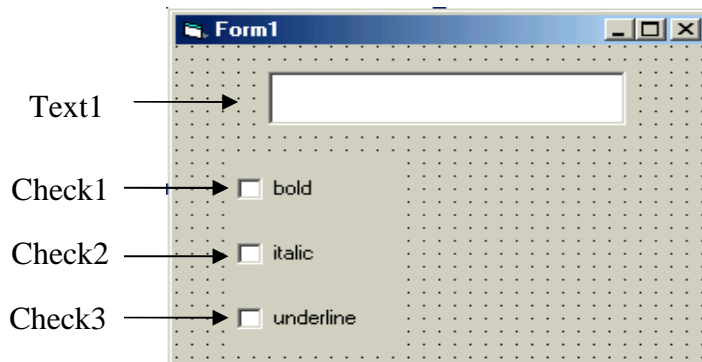 Form1
Text1
Check1 bold
Check2 italic
Check3 underline